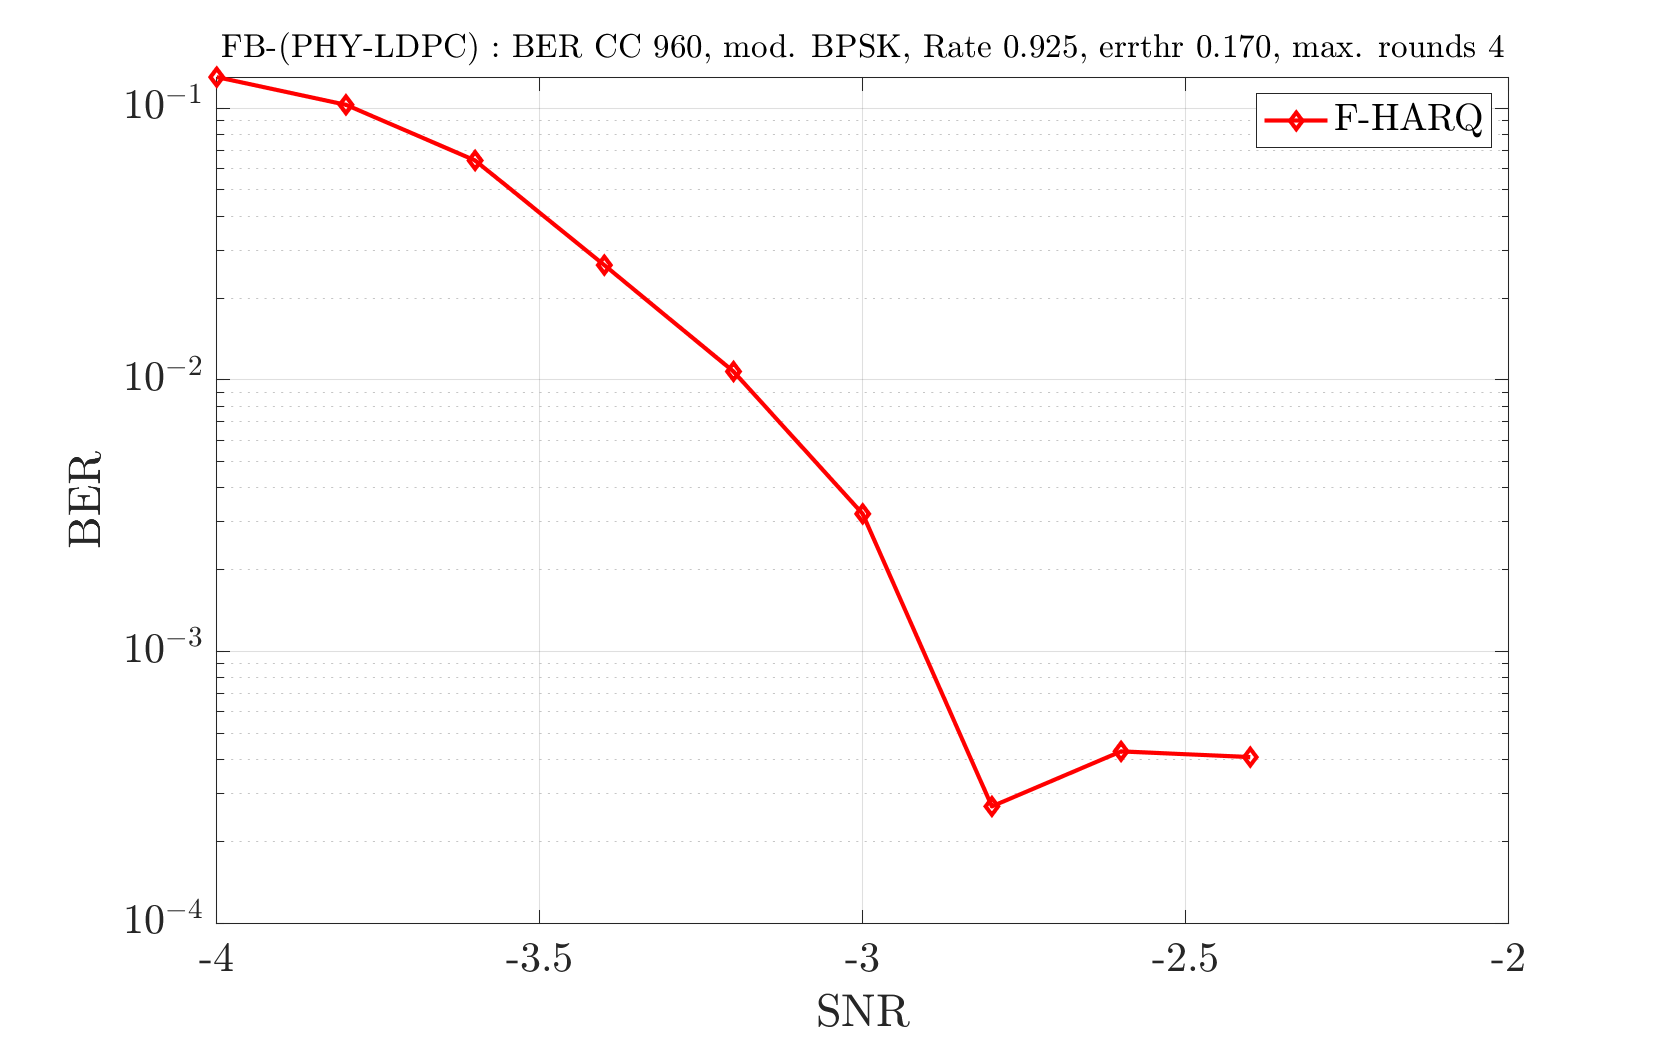 FB-(PHY-LDPC) : BER CC 960, mod. BPSK, Rate 0.925, errthr 0.170, max. rounds 4
F-HARQ
10⁻¹
10⁻²
10⁻³
10⁻⁴
BER
-4 -3.5 -3 -2.5 -2
SNR